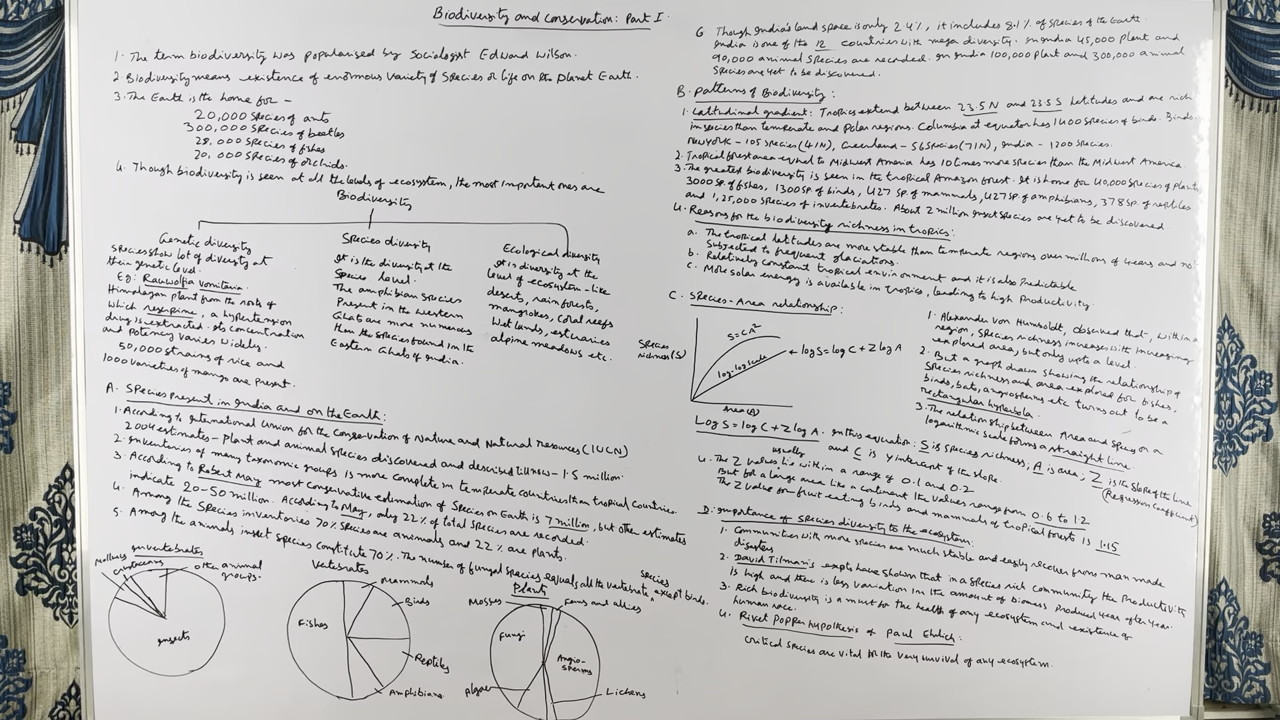 Biodiversity and conservation: Part I.
1. The term biodiversity was popularised by Sociologist Edward Wilson.
2. Biodiversity means existence of enormous variety of species or life on the Planet Earth.
3. The Earth is the home for -
20,000 species of ants
300,000 species of beatles
28,000 species of fishes
20,000 species of orchids.
4. Though biodiversity is seen at all the levels of ecosystem, the most important ones are
Biodiversity
Genetic diversity
Species show lot of diversity at
their genetic level.
Eg: Rauwolfia vomitaria
Himalayan plant from the roots of
which reserpine, a hypertension
drug is extracted. its concentration
and potency varies widely.
50,000 strains of rice and
1000 varieties of mango are present.
Species diversity
It is the diversity at the
Species level.
The amphibian species
Present in the Western
Ghats are more numerous
than the species found in the
Eastern Ghats of India.
Ecological diversity
It is diversity at the
level of ecosystem - like
deserts, rain forests,
mangroves, coral reefs
Wet lands, estuaries
alpine meadows etc.
A. Species present in India and on the Earth:
1. According to International Union for the Conservation of Nature and Natural Resources (IUCN)
2004 estimates - Plant and animal species discovered and described till now - 1.5 million.
2. Inventories of many taxonomic groups is more complete in temperate countries than tropical countries.
3. According to Robert May most conservative estimation of species on Earth is 7 million, but other estimates
indicate 20-50 million. According to May, only 22% of total species are recorded.
4. Among the species inventories 70% species are animals and 22% are plants.
5. Among the animals insect species constitute 70%. The number of fungal species equals all the vertebrate species except birds.
Invertebrates
Molluscs
Crustaceans
other animal
groups.
insects
Vertebrates
Fishes
Mammals
Birds
Reptiles
Amphibians
Plants
Mosses
Ferns and allies
Fungi
Angio-
sperms
Algae
Lichens
6 Though India's land space is only 2.4%, it includes 8.1% of species of the Earth.
India is one of the 12 countries with mega diversity. In India 45,000 plant and
90,000 animal species are recorded. In India 100,000 plant and 300,000 animal
species are yet to be discovered.
B. Patterns of Biodiversity:
1. Latitudinal gradient: Tropics extend between 23.5 N and 23.5 S latitudes and are rich
in species than temperate and Polar regions. Columbia at equator has 1400 species of birds. Birds
Newyork - 105 species (41N), Greenland - 56 species (71N), India - 1200 species.
2. Tropical forest area equal to Midwest America has 10 times more species than the Midwest America.
3. The greatest biodiversity is seen in the tropical Amazon forest. It is home for 40,000 species of plants
3000 sp. of fishes, 1300 sp. of birds, 427 sp. of mammals, 427 sp. of amphibians, 378 sp. of reptiles
and 1,25,000 species of invertebrates. About 2 million insect species are yet to be discovered
4. Reasons for the biodiversity richness in tropics:
a. The tropical latitudes are more stable than temperate regions over millions of years and not
Subjected to frequent glaciations.
b. Relatively constant tropical environment and it is also predictable
c. More solar energy is available in tropics, leading to high productivity.
C. Species-Area relationship:
Species
richness (S)
S = CA^Z
log-log scale
log S = log C + Z log A
Area (A)
1. Alexander von Humboldt, observed that, within a
region, species richness increases with increasing
explored area, but only upto a level.
2. But a graph drawn showing the relationship of
species richness and area explored for fishes,
birds, bats, angiosperms etc turns out to be a
rectangular hyperbola.
3. The relationship between Area and species on a
logarithmic scale forms a straight line.
Log S = log C + Z log A. In this equation: S is species richness, A is area, Z is the slope of the line
and C is y intercept of the slope. (Regression Coefficient)
4. The Z values usually lie within a range of 0.1 and 0.2
But for a large area like a continent the values ranges from 0.6 to 12
The Z value for fruit eating birds and mammals of tropical forests is 1.15
D. Importance of species diversity to the ecosystem:
1. Communities with more species are much stable and easily recover from man made
disasters
2. David Tilman's expts have shown that in a species rich community the productivity
is high and there is less variation in the amount of biomass produced year after year.
3. Rich biodiversity is a must for the health of any ecosystem and existence of
human race.
4. Rivet Popper hypothesis of Paul Ehrlich:
critical species are vital for the very survival of any ecosystem.